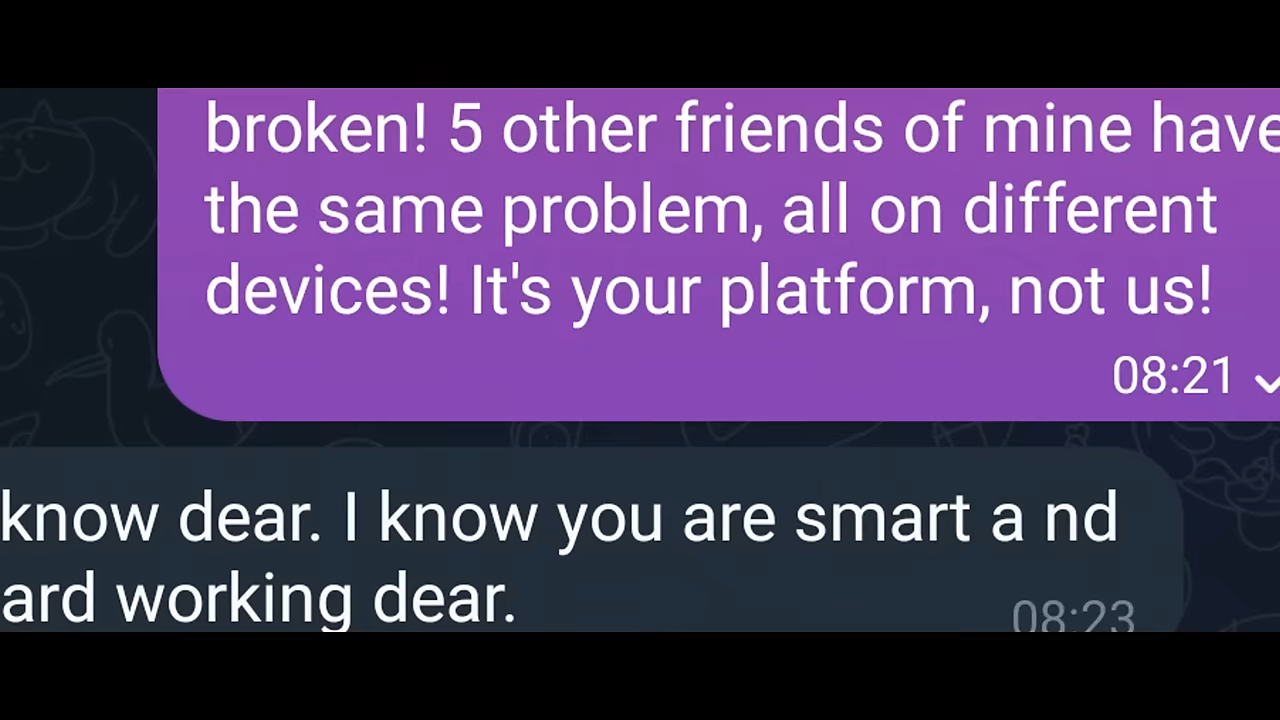 broken! 5 other friends of mine have
the same problem, all on different
devices! It's your platform, not us!
08:21
know dear. I know you are smart a nd
ard working dear.
08:23